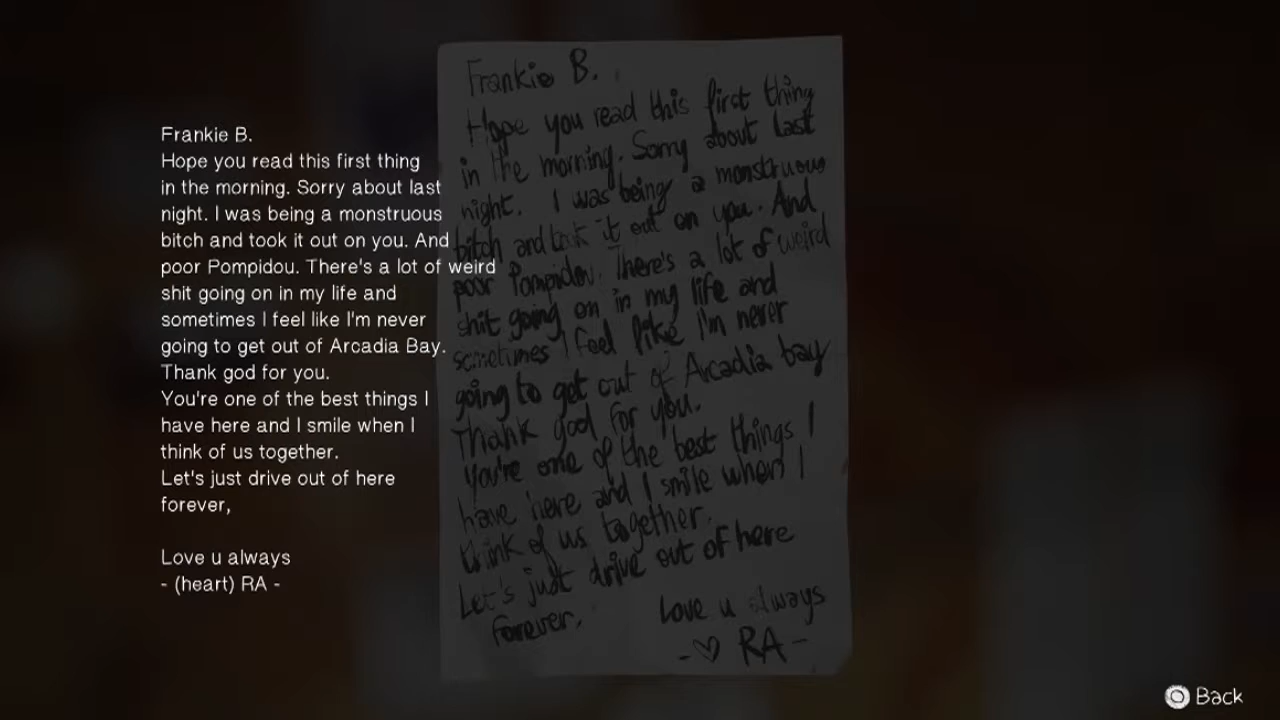 Frankie B.
Hope you read this first thing
in the morning. Sorry about last
night. I was being a monstruous
bitch and took it out on you. And
poor Pompidou. There's a lot of weird
shit going on in my life and
sometimes I feel like I'm never
going to get out of Arcadia Bay.
Thank god for you.
You're one of the best things I
have here and I smile when I
think of us together.
Let's just drive out of here
forever,
Love u always
- (heart) RA -
Frankie B.
Hope you read this first thing
in the morning. Sorry about last
night. I was being a monstruous
bitch and took it out on you. And
poor Pompidou. There's a lot of weird
shit going on in my life and
sometimes I feel like I'm never
going to get out of Arcadia bay
Thank god for you.
You're one of the best things I
have here and I smile when I
think of us together.
Let's just drive out of here
forever.
Love u always
- ♡ RA -
Back